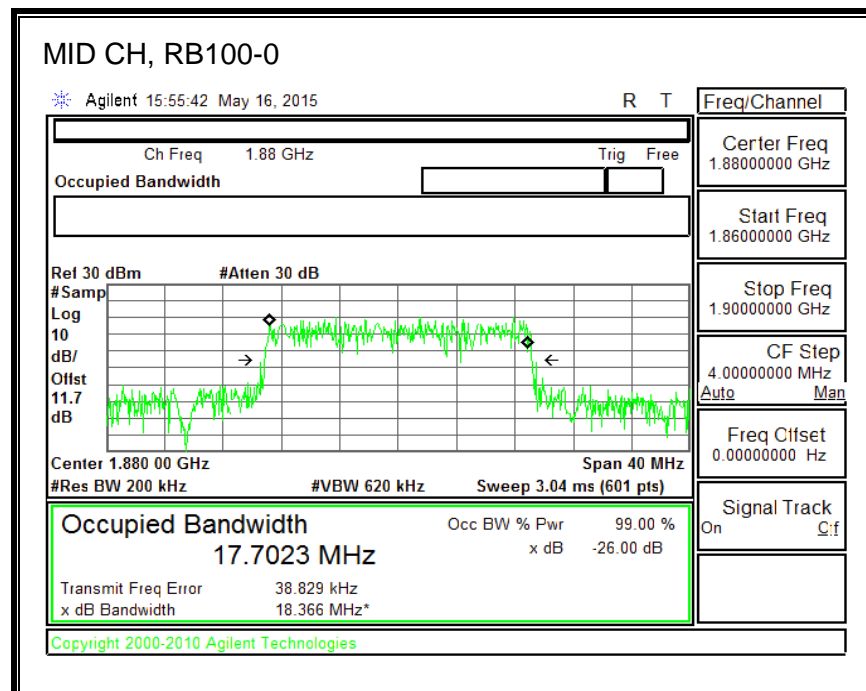 MID CH, RB100-0
Agilent 15:55:42 May 16, 2015 R T
Freq/Channel
Ch Freq 1.88 GHz Trig Free
Occupied Bandwidth
Center Freq
1.88000000 GHz
Start Freq
1.86000000 GHz
Stop Freq
1.90000000 GHz
CF Step
4.00000000 MHz
Auto Man
Freq Offset
0.00000000 Hz
Signal Track
On Off
Ref 30 dBm #Atten 30 dB
#Samp
Log
10
dB/
Offst
11.7
dB
Center 1.880 00 GHz Span 40 MHz
#Res BW 200 kHz #VBW 620 kHz Sweep 3.04 ms (601 pts)
Occupied Bandwidth
17.7023 MHz
Occ BW % Pwr 99.00 %
x dB -26.00 dB
Transmit Freq Error 38.829 kHz
x dB Bandwidth 18.366 MHz*
Copyright 2000-2010 Agilent Technologies